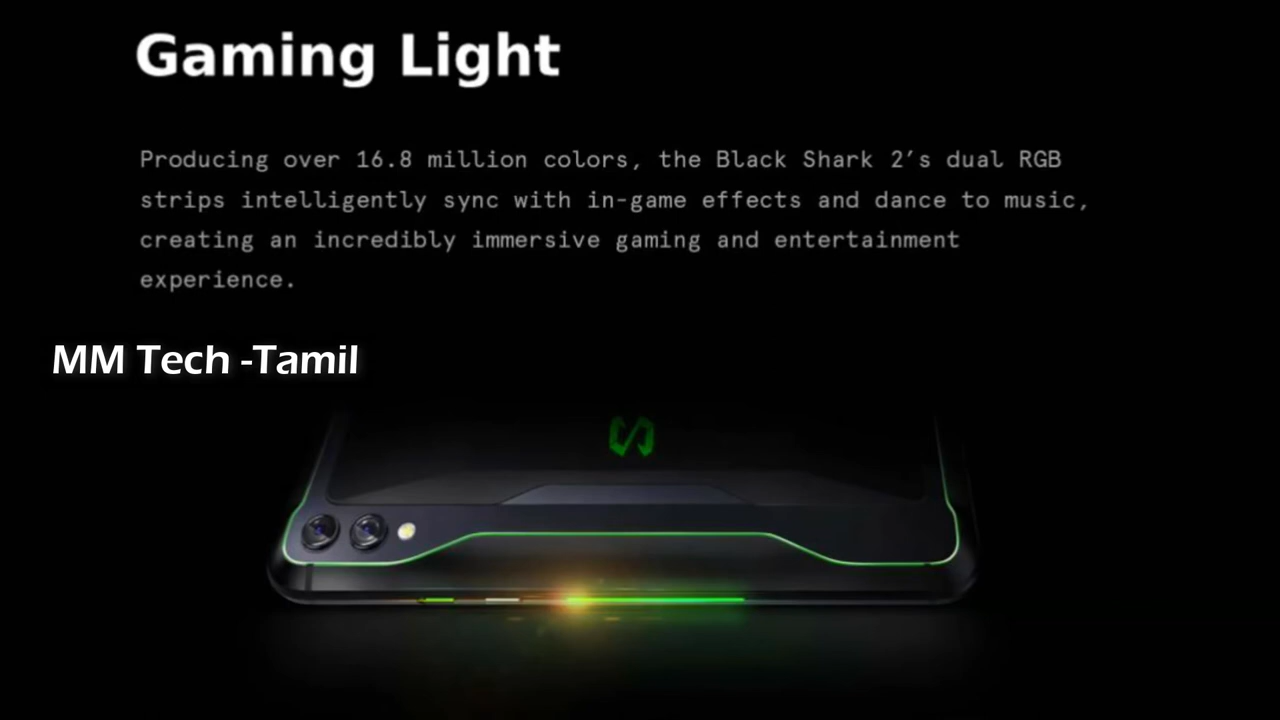 Gaming Light
Producing over 16.8 million colors, the Black Shark 2’s dual RGB
strips intelligently sync with in-game effects and dance to music,
creating an incredibly immersive gaming and entertainment
experience.
MM Tech -Tamil